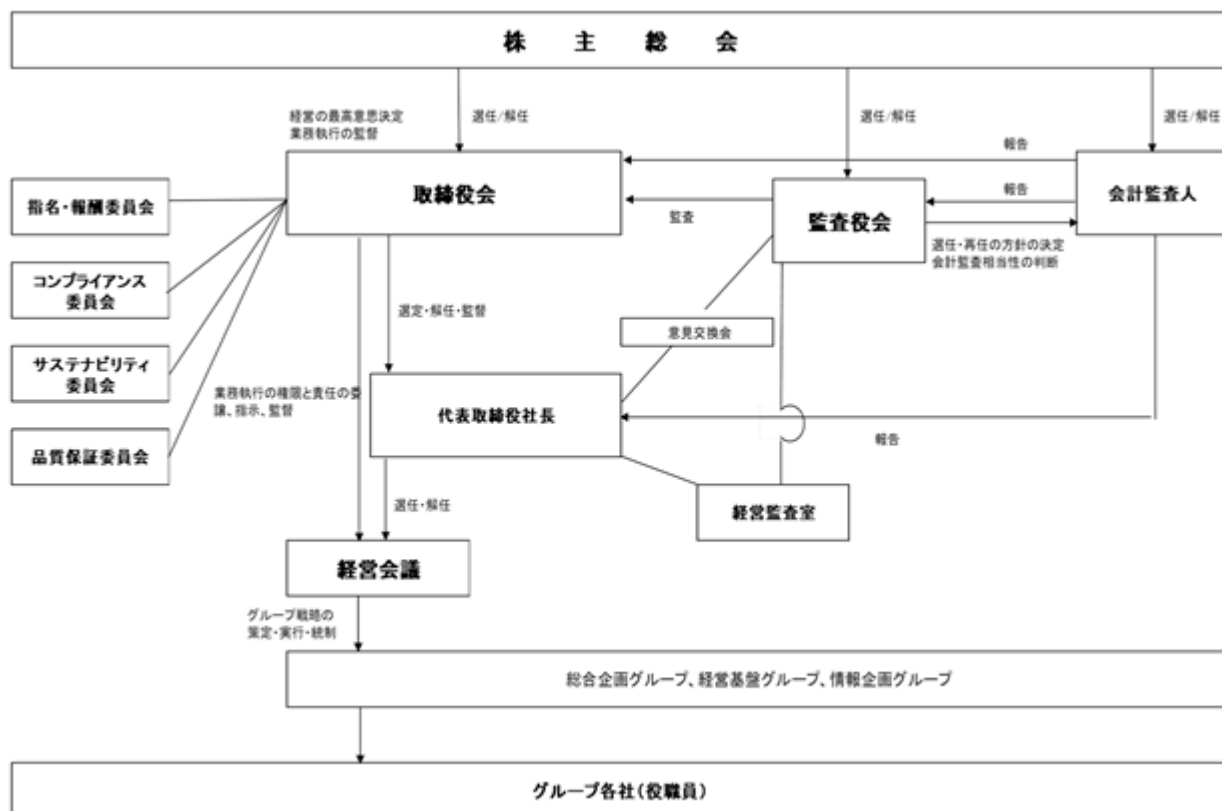 株主総会
経営の最高意思決定
業務執行の監督
選任/解任
選任/解任
選任/解任
報告
取締役会
会計監査人
指名・報酬委員会
監査
監査役会
報告
選任・再任の方針の決定
会計監査相当性の判断
コンプライアンス
委員会
選定・解任・監督
意見交換会
サステナビリティ
委員会
業務執行の権限と責任の委
譲、指示、監督
代表取締役社長
報告
品質保証委員会
選任・解任
経営監査室
経営会議
グループ戦略の
策定・実行・統制
総合企画グループ、経営基盤グループ、情報企画グループ
グループ各社(役職員)